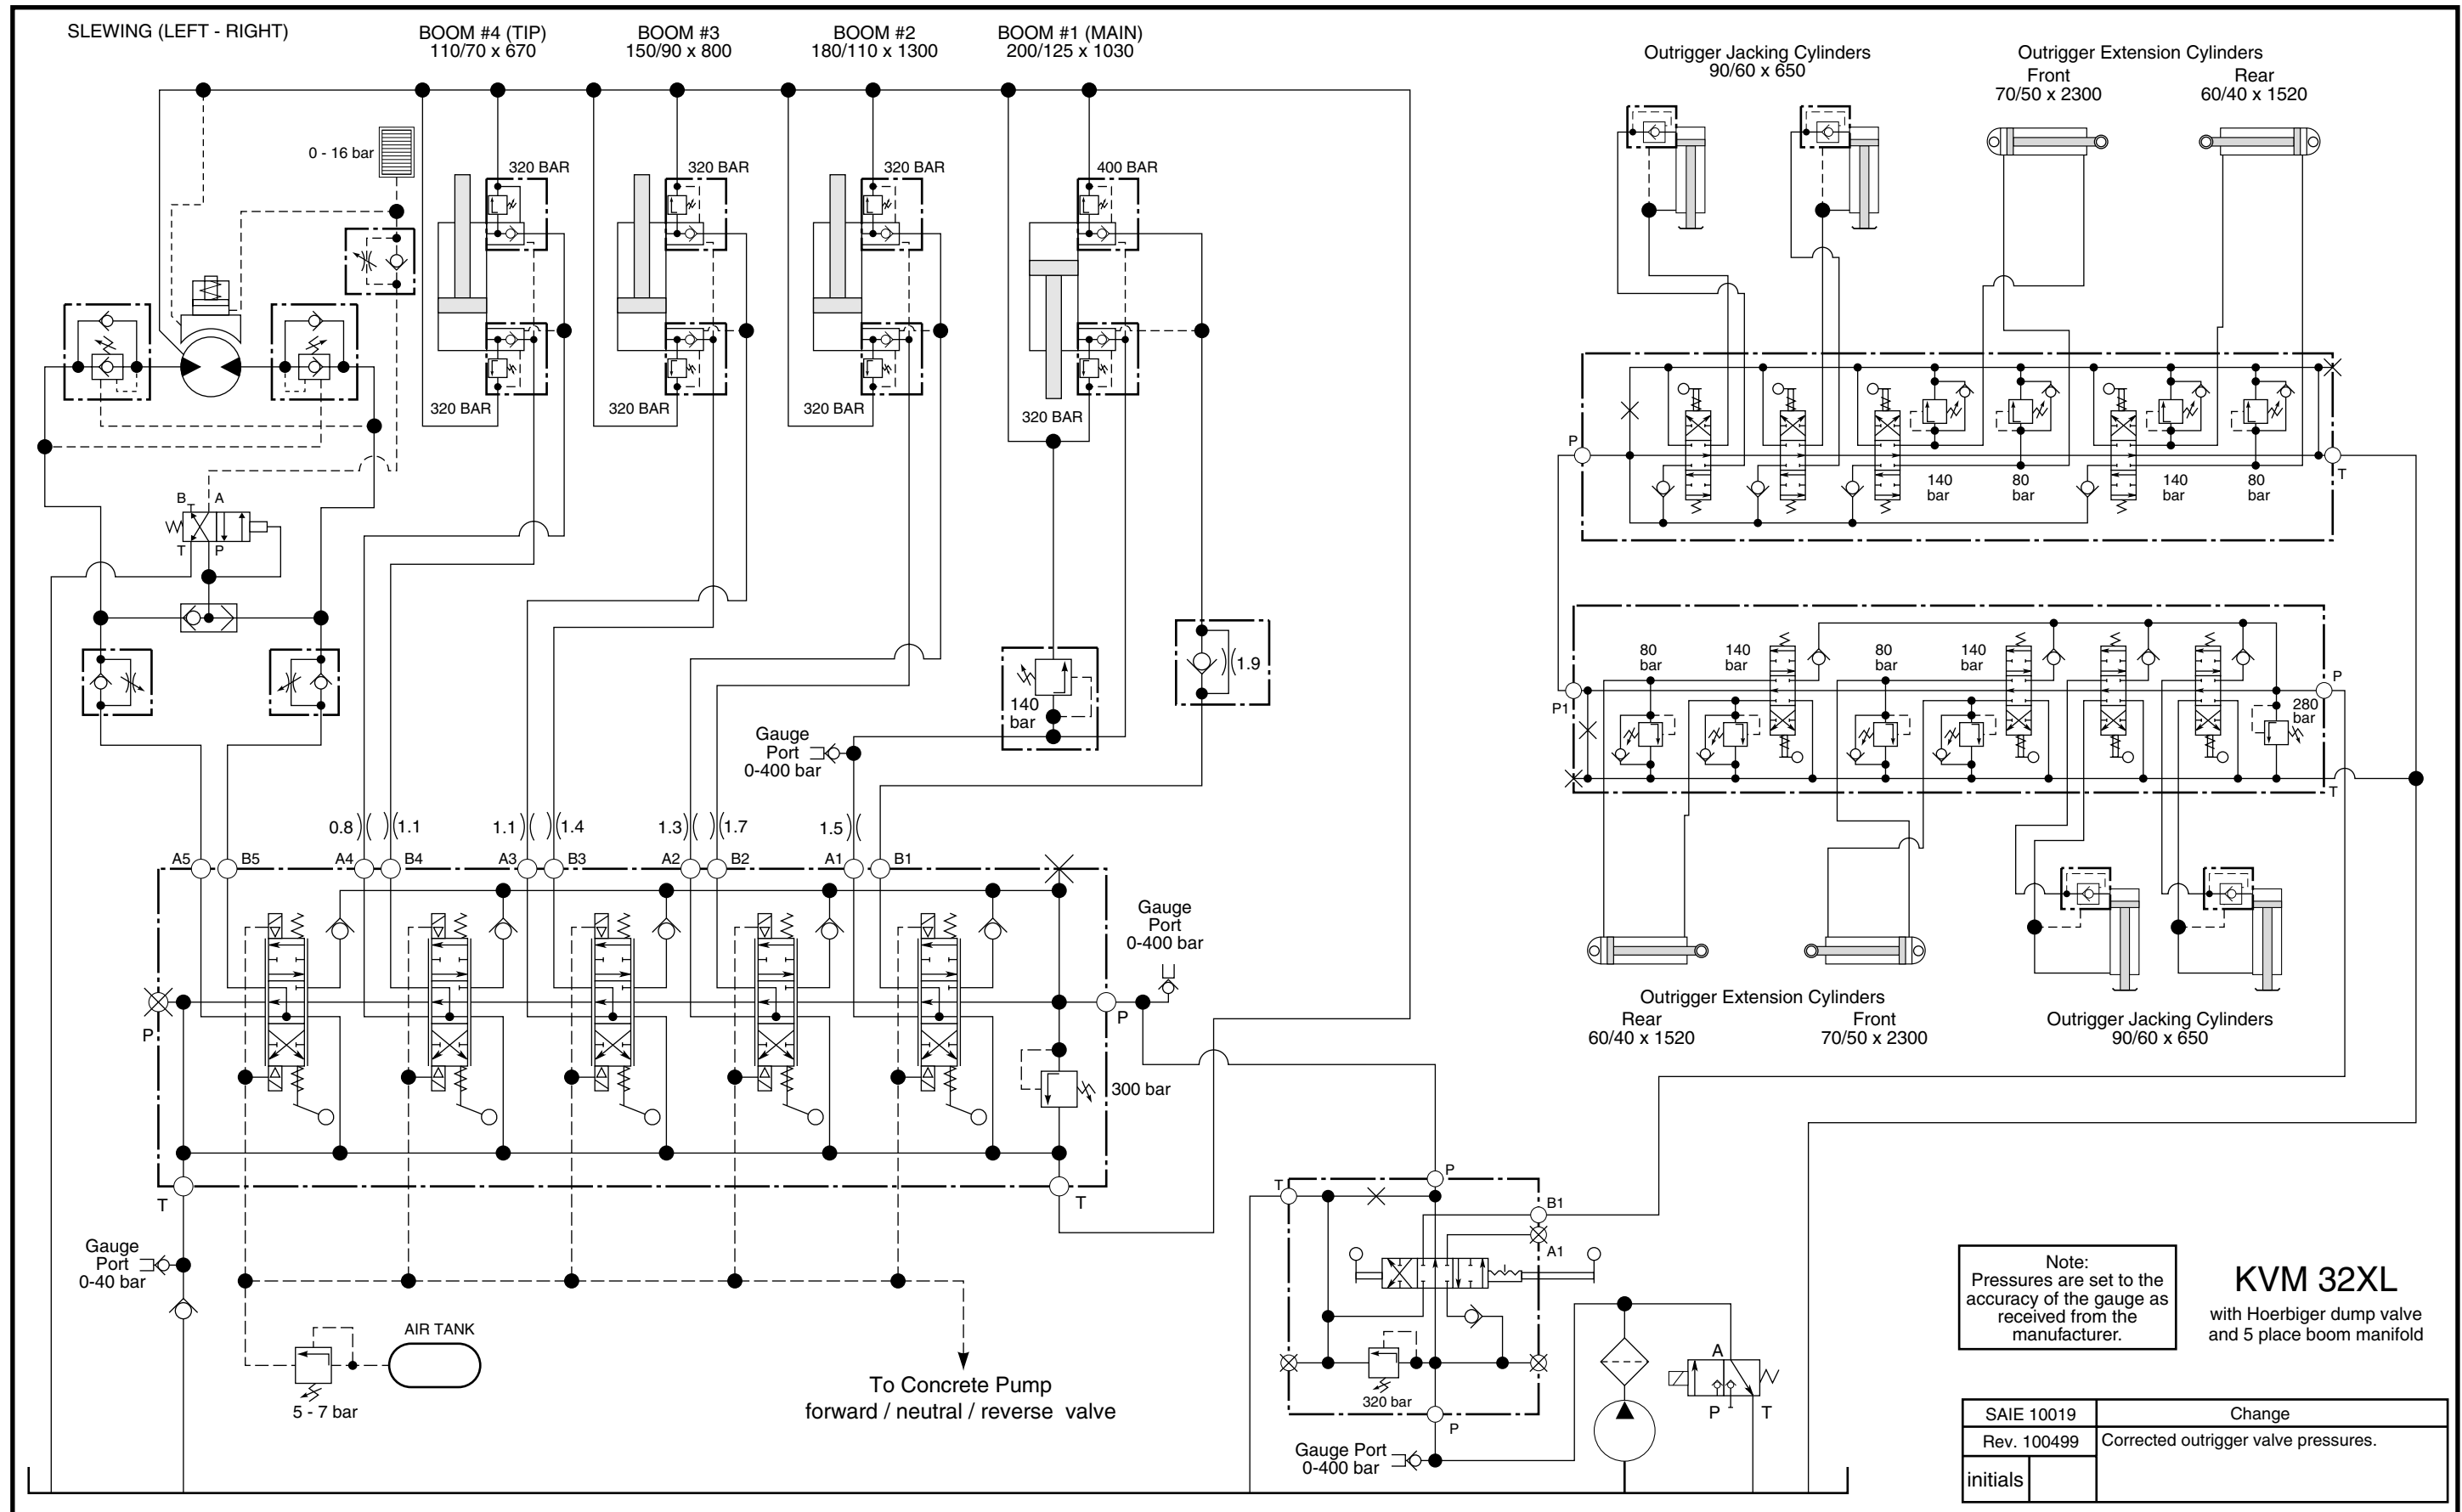 SLEWING (LEFT - RIGHT)
BOOM #4 (TIP)
110/70 x 670
BOOM #3
150/90 x 800
BOOM #2
180/110 x 1300
BOOM #1 (MAIN)
200/125 x 1030
Outrigger Jacking Cylinders
90/60 x 650
Outrigger Extension Cylinders
Front
70/50 x 2300
Rear
60/40 x 1520
0 - 16 bar
320 BAR
320 BAR
320 BAR
400 BAR
320 BAR
320 BAR
320 BAR
320 BAR
B
A
T
P
P
T
140
bar
80
bar
140
bar
80
bar
80
bar
140
bar
80
bar
140
bar
P
P1
280
bar
T
1.9
140
bar
Gauge
Port
0-400 bar
0.8
1.1
1.1
1.4
1.3
1.7
1.5
A5
B5
A4
B4
A3
B3
A2
B2
A1
B1
Gauge
Port
0-400 bar
P
P
300 bar
T
T
Outrigger Extension Cylinders
Rear
60/40 x 1520
Front
70/50 x 2300
Outrigger Jacking Cylinders
90/60 x 650
Gauge
Port
0-40 bar
AIR TANK
5 - 7 bar
To Concrete Pump
forward / neutral / reverse valve
T
P
B1
A1
320 bar
P
Gauge Port
0-400 bar
A
P
T
Note:
Pressures are set to the
accuracy of the gauge as
received from the
manufacturer.
KVM 32XL
with Hoerbiger dump valve
and 5 place boom manifold
SAIE 10019
Change
Rev. 100499
Corrected outrigger valve pressures.
initials